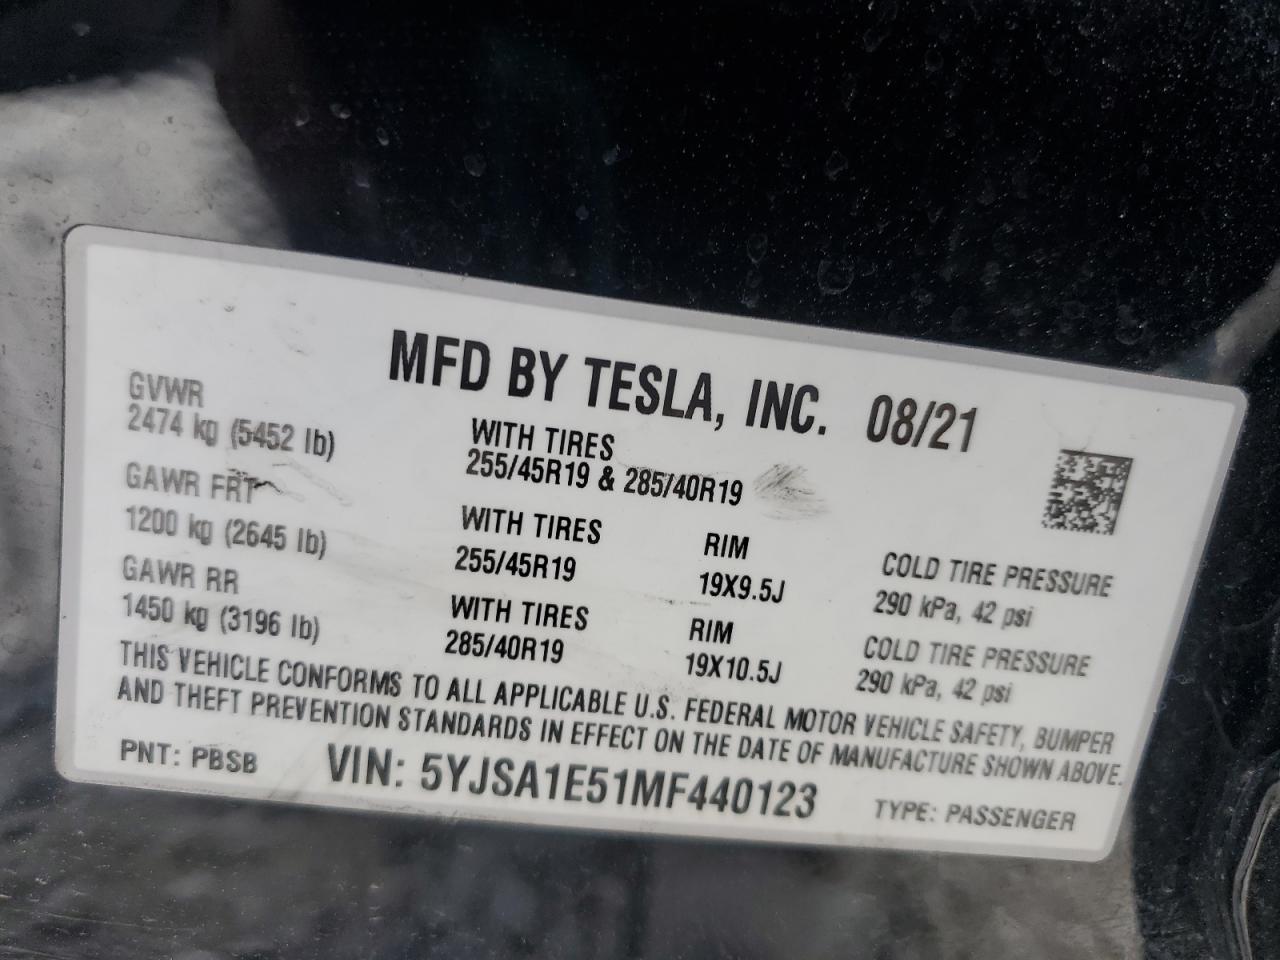 MFD BY TESLA, INC. 08/21
GVWR
2474 kg (5452 lb)
WITH TIRES
255/45R19 & 285/40R19
GAWR FRT
1200 kg (2645 lb)
WITH TIRES
255/45R19
RIM
19X9.5J
COLD TIRE PRESSURE
290 kPa, 42 psi
GAWR RR
1450 kg (3196 lb)
WITH TIRES
285/40R19
RIM
19X10.5J
COLD TIRE PRESSURE
290 kPa, 42 psi
THIS VEHICLE CONFORMS TO ALL APPLICABLE U.S. FEDERAL MOTOR VEHICLE SAFETY, BUMPER
AND THEFT PREVENTION STANDARDS IN EFFECT ON THE DATE OF MANUFACTURE SHOWN ABOVE.
PNT: PBSB VIN: 5YJSA1E51MF440123 TYPE: PASSENGER